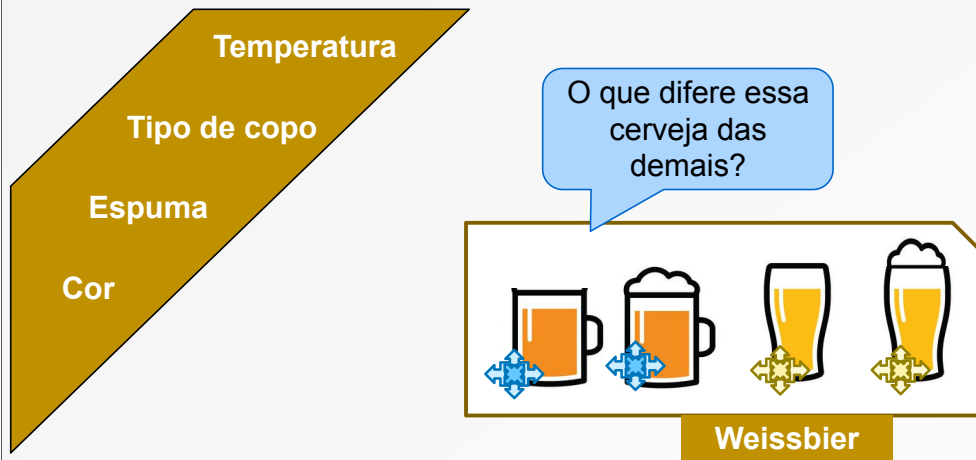 Temperatura
Tipo de copo
Espuma
Cor
O que difere essa
cerveja das
demais?
Weissbier